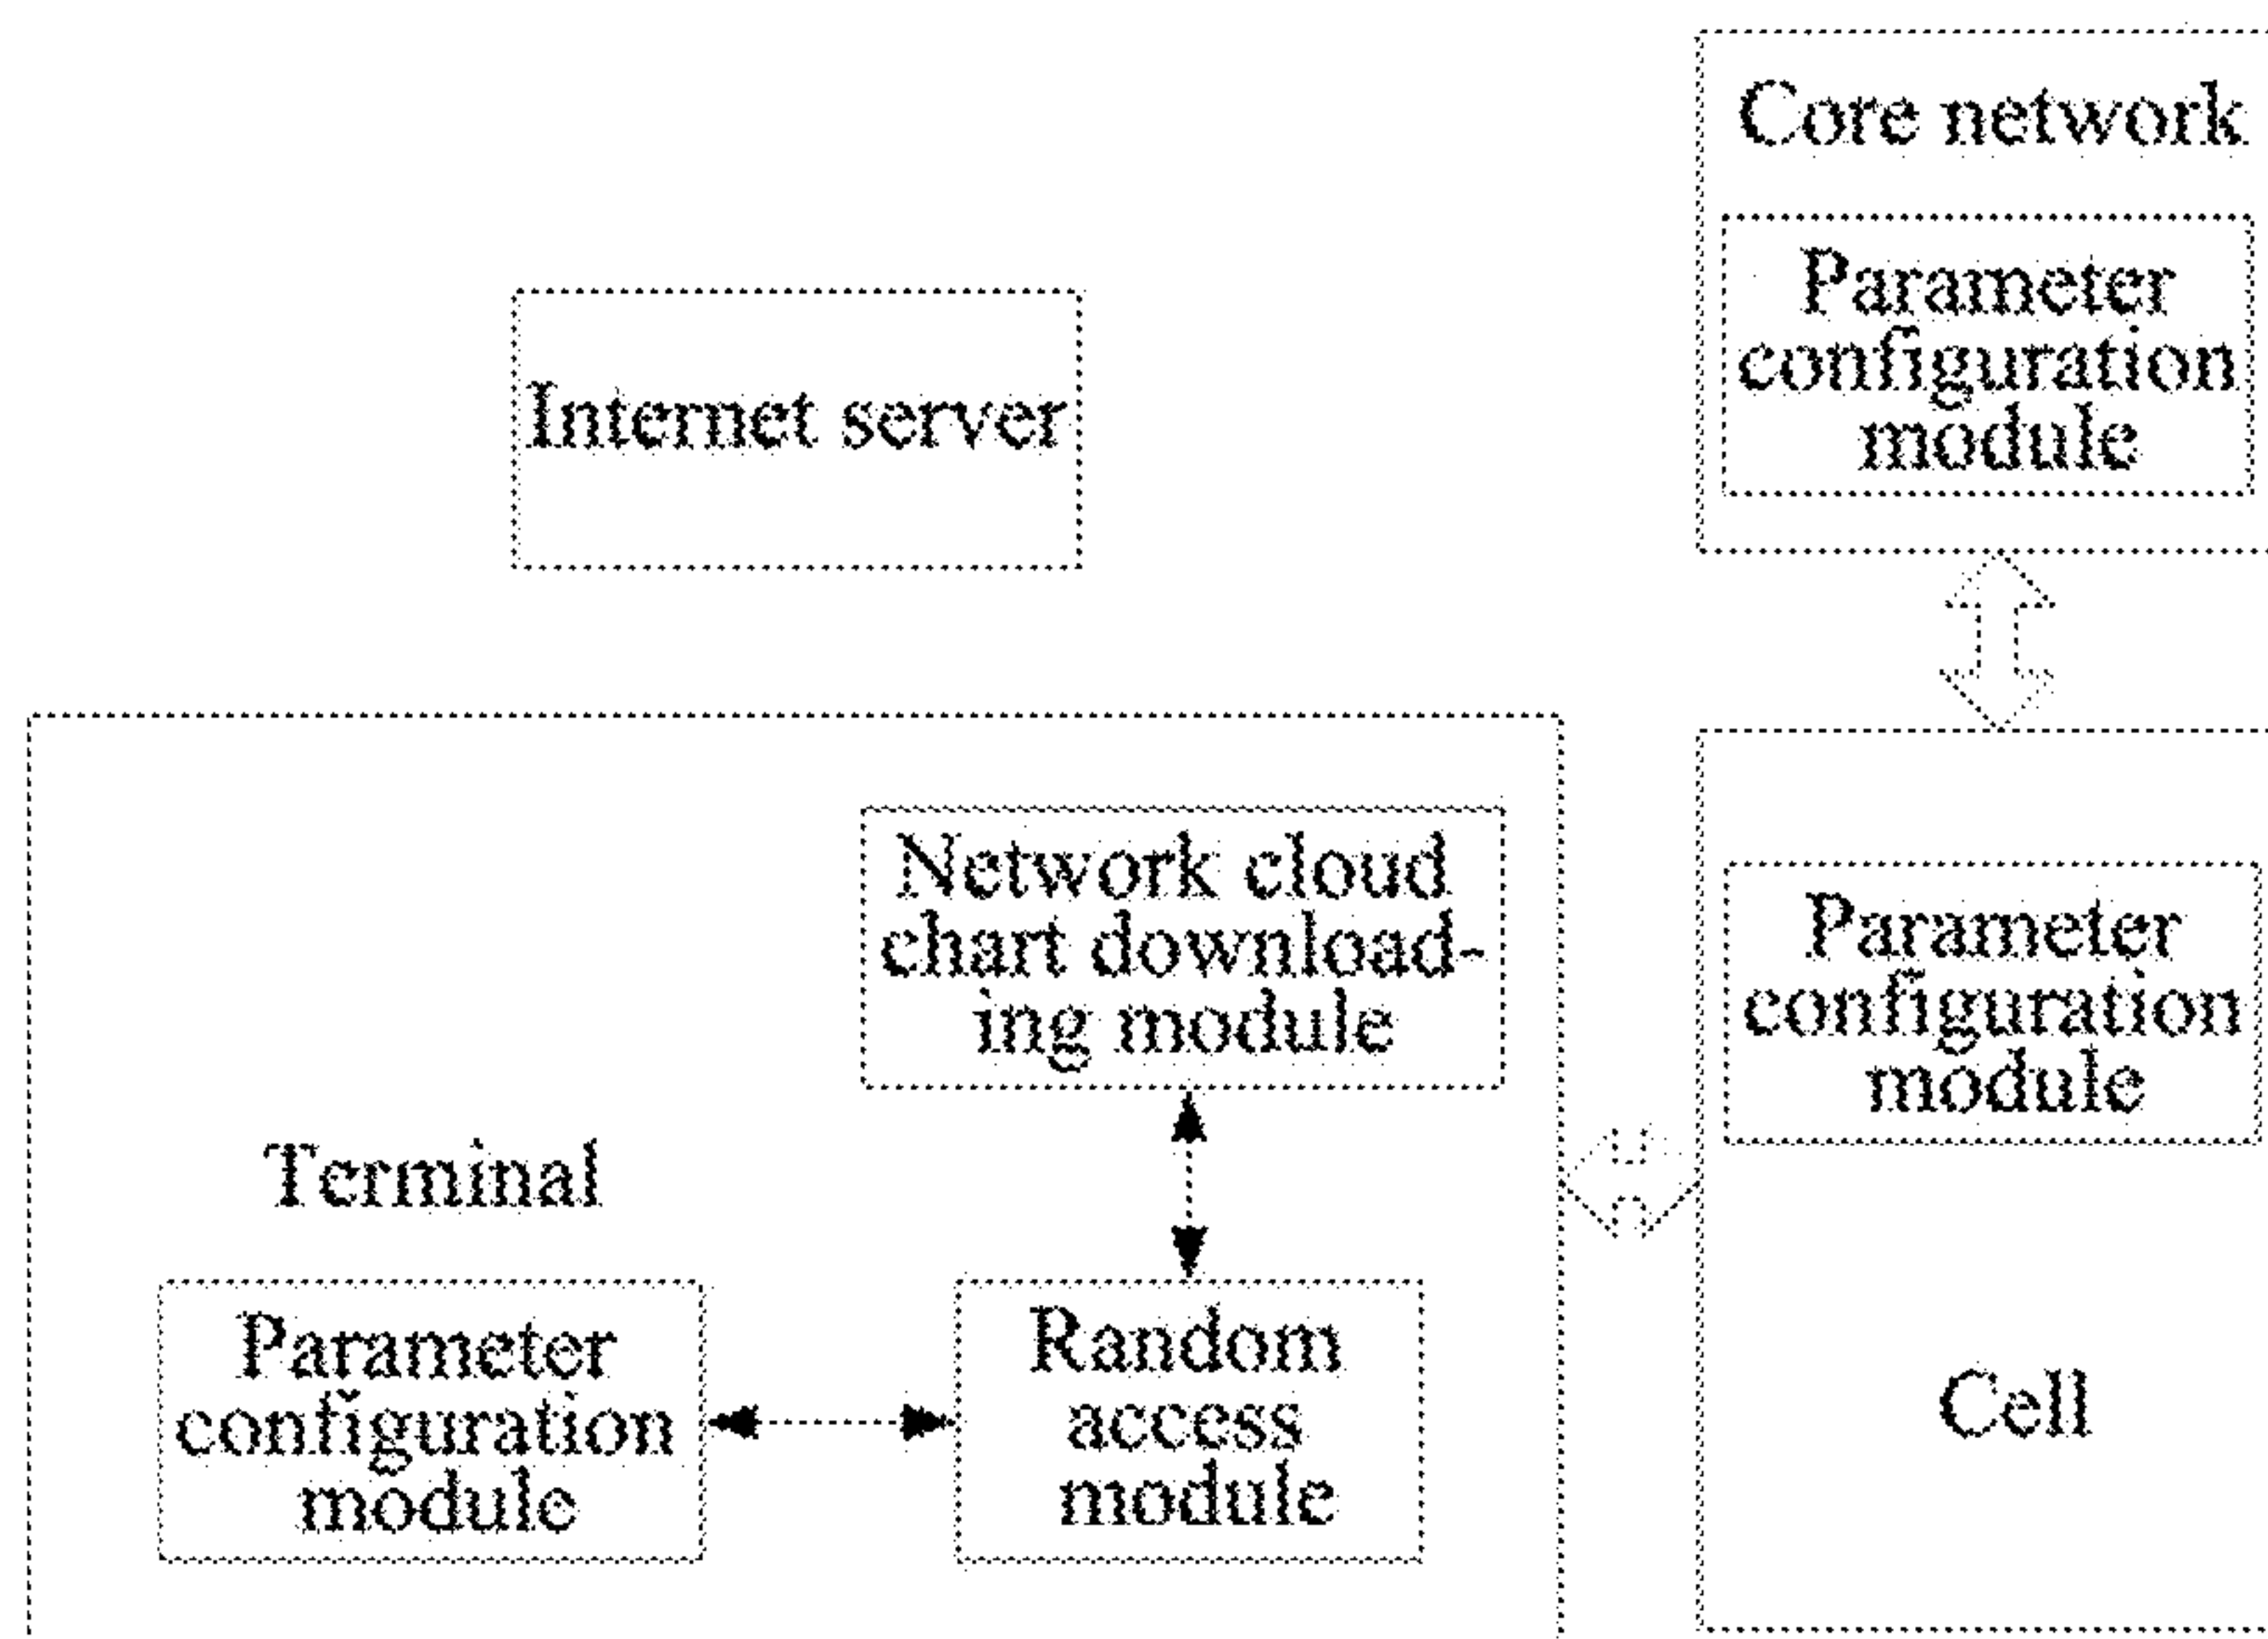 Core network
Parameter
configuration
module
Internet server
Network cloud
chart download-
ing module
Parameter
configuration
module
Terminal
Parameter
configuration
module
Random
access
module
Cell